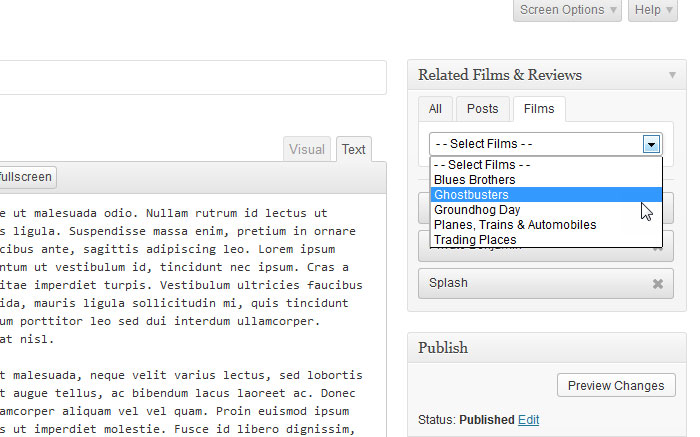 Screen Options Help
Related Films & Reviews
All Posts Films
- - Select Films - -
- - Select Films - -
Blues Brothers
Ghostbusters
Groundhog Day
Planes, Trains & Automobiles
Trading Places
Splash
Publish
Preview Changes
Status: Published Edit
Visual Text
fullscreen
e ut malesuada odio. Nullam rutrum id lectus ut
s ligula. Suspendisse massa enim, pretium in ornare
cibus ante, sagittis adipiscing leo. Lorem ipsum
ntum ut vestibulum id, tincidunt nec ipsum. Cras a
itae imperdiet turpis. Vestibulum ultricies faucibus
ida, mauris ligula sollicitudin mi, quis tincidunt
um porttitor leo sed dui interdum ullamcorper.
at nisl.
t malesuada, neque velit varius lectus, sed lobortis
t augue tellus, ac bibendum lacus laoreet ac. Donec
amcorper aliquam vel vel quam. Proin euismod ipsum
s ut imperdiet molestie. Fusce id libero dignissim,